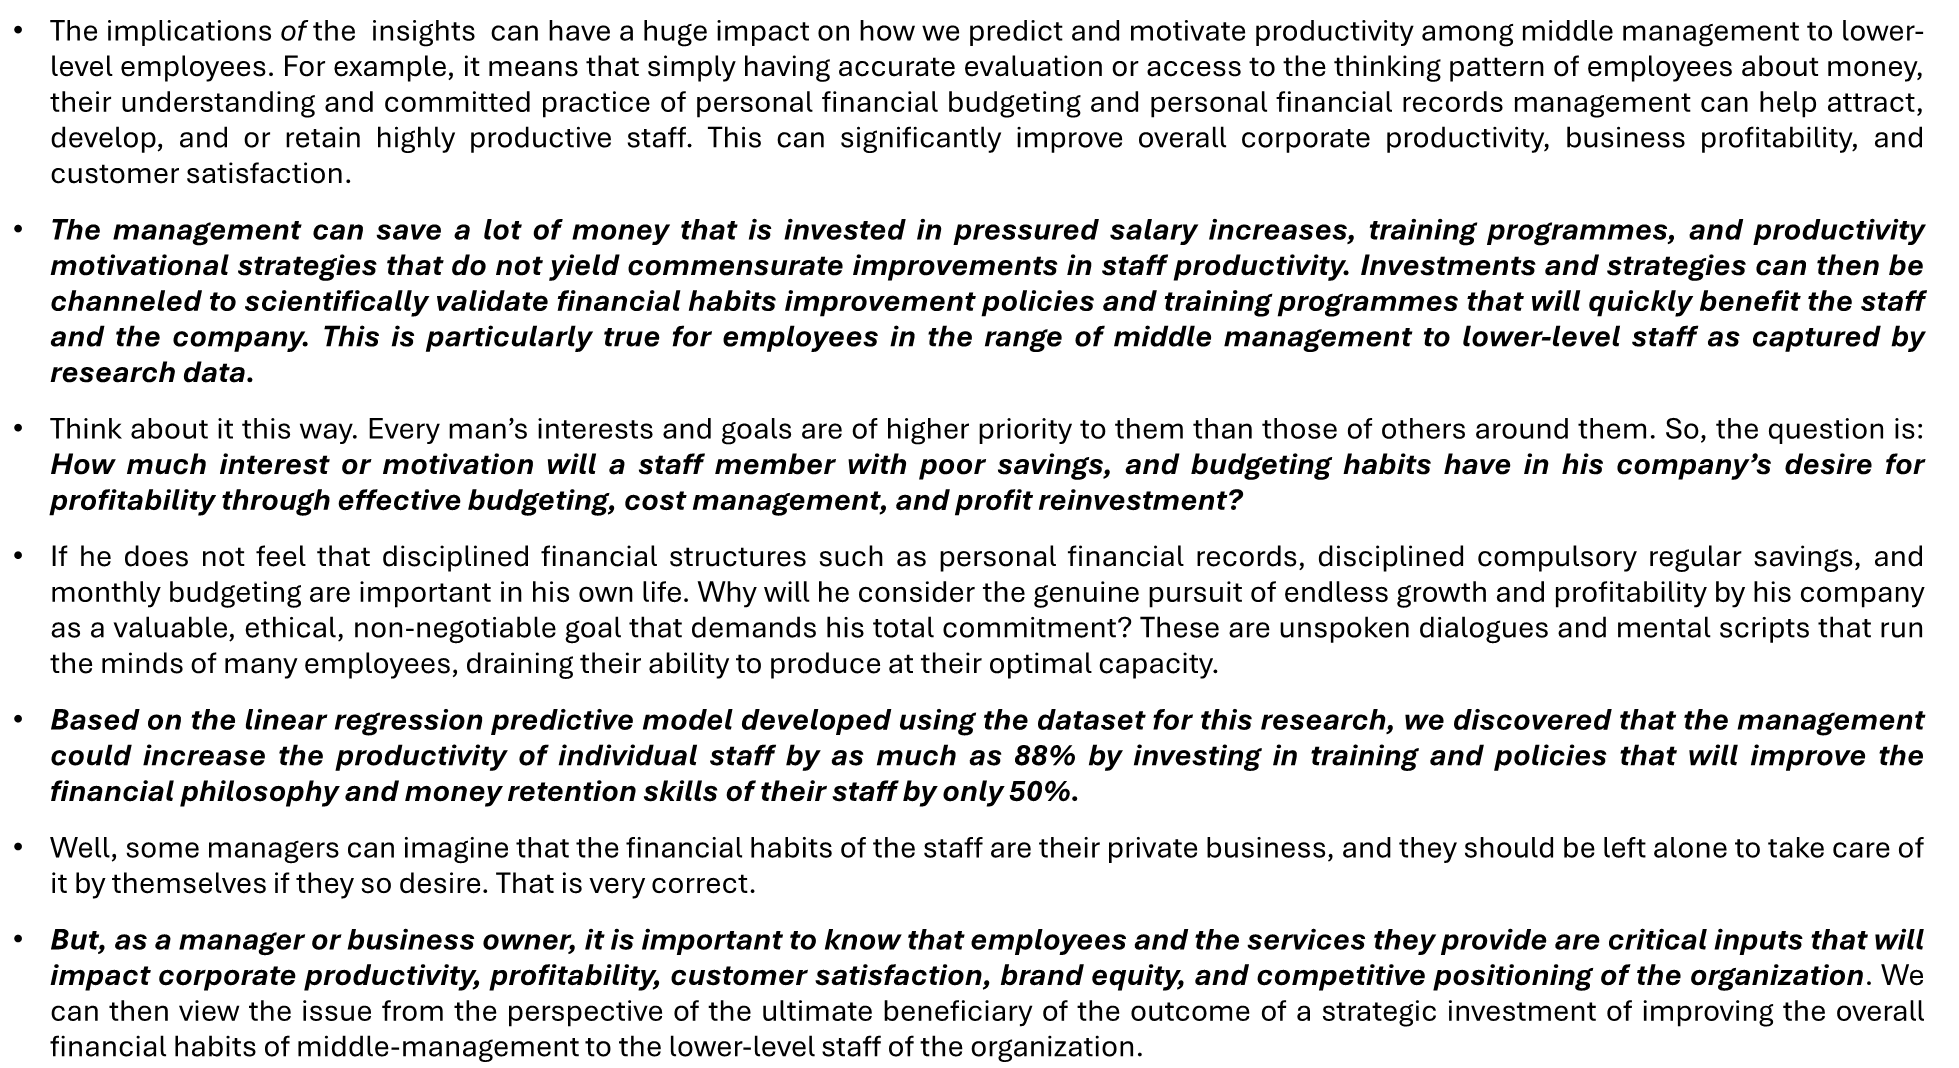 • The implications of the insights can have a huge impact on how we predict and motivate productivity among middle management to lower-
level employees. For example, it means that simply having accurate evaluation or access to the thinking pattern of employees about money,
their understanding and committed practice of personal financial budgeting and personal financial records management can help attract,
develop, and or retain highly productive staff. This can significantly improve overall corporate productivity, business profitability, and
customer satisfaction.
• The management can save a lot of money that is invested in pressured salary increases, training programmes, and productivity
motivational strategies that do not yield commensurate improvements in staff productivity. Investments and strategies can then be
channeled to scientifically validate financial habits improvement policies and training programmes that will quickly benefit the staff
and the company. This is particularly true for employees in the range of middle management to lower-level staff as captured by
research data.
• Think about it this way. Every man’s interests and goals are of higher priority to them than those of others around them. So, the question is:
How much interest or motivation will a staff member with poor savings, and budgeting habits have in his company’s desire for
profitability through effective budgeting, cost management, and profit reinvestment?
• If he does not feel that disciplined financial structures such as personal financial records, disciplined compulsory regular savings, and
monthly budgeting are important in his own life. Why will he consider the genuine pursuit of endless growth and profitability by his company
as a valuable, ethical, non-negotiable goal that demands his total commitment? These are unspoken dialogues and mental scripts that run
the minds of many employees, draining their ability to produce at their optimal capacity.
• Based on the linear regression predictive model developed using the dataset for this research, we discovered that the management
could increase the productivity of individual staff by as much as 88% by investing in training and policies that will improve the
financial philosophy and money retention skills of their staff by only 50%.
• Well, some managers can imagine that the financial habits of the staff are their private business, and they should be left alone to take care of
it by themselves if they so desire. That is very correct.
• But, as a manager or business owner, it is important to know that employees and the services they provide are critical inputs that will
impact corporate productivity, profitability, customer satisfaction, brand equity, and competitive positioning of the organization. We
can then view the issue from the perspective of the ultimate beneficiary of the outcome of a strategic investment of improving the overall
financial habits of middle-management to the lower-level staff of the organization.